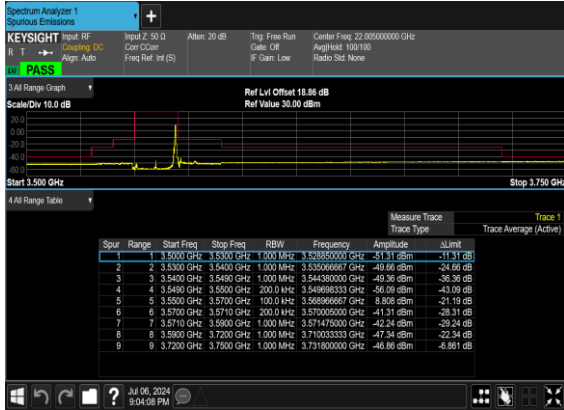 Spectrum Analyzer 1
Spurious Emissions
+
KEYSIGHT Input: RF Input Z: 50 Ω Atten: 20 dB Trig: Free Run Center Freq: 22.005000000 GHz
R T Coupling: DC Corr CCorr Gate: Off Avg|Hold: 100/100
Align: Auto Freq Ref: Int (S) IF Gain: Low Radio Std: None
LXI PASS
3 All Range Graph Ref Lvl Offset 18.86 dB
Scale/Div 10.0 dB Ref Value 30.00 dBm
20.0
0.00
-20.0
-40.0
-60.0
Start 3.500 GHz Stop 3.750 GHz
4 All Range Table
Measure Trace Trace 1
Trace Type Trace Average (Active)
Spur Range Start Freq Stop Freq RBW Frequency Amplitude ΔLimit
1 1 3.5000 GHz 3.5300 GHz 1.000 MHz 3.528850000 GHz -51.31 dBm -11.31 dB
2 2 3.5300 GHz 3.5400 GHz 1.000 MHz 3.535066667 GHz -49.66 dBm -24.66 dB
3 3 3.5400 GHz 3.5490 GHz 1.000 MHz 3.544380000 GHz -49.36 dBm -36.36 dB
4 4 3.5490 GHz 3.5500 GHz 200.0 kHz 3.549698333 GHz -56.09 dBm -43.09 dB
5 5 3.5500 GHz 3.5700 GHz 100.0 kHz 3.568966667 GHz 8.808 dBm -21.19 dB
6 6 3.5700 GHz 3.5710 GHz 200.0 kHz 3.570005000 GHz -41.31 dBm -28.31 dB
7 7 3.5710 GHz 3.5900 GHz 1.000 MHz 3.571475000 GHz -42.24 dBm -29.24 dB
8 8 3.5900 GHz 3.7200 GHz 1.000 MHz 3.710033333 GHz -47.34 dBm -22.34 dB
9 9 3.7200 GHz 3.7500 GHz 1.000 MHz 3.731800000 GHz -46.86 dBm -6.861 dB
? Jul 06, 2024
9:04:08 PM